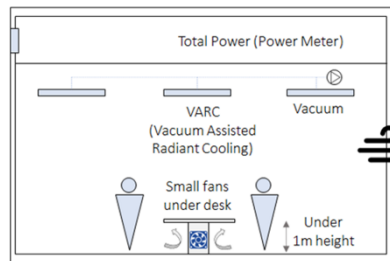 Total Power (Power Meter)
VARC
(Vacuum Assisted
Radiant Cooling)
Vacuum
Small fans
under desk
Under
1m height